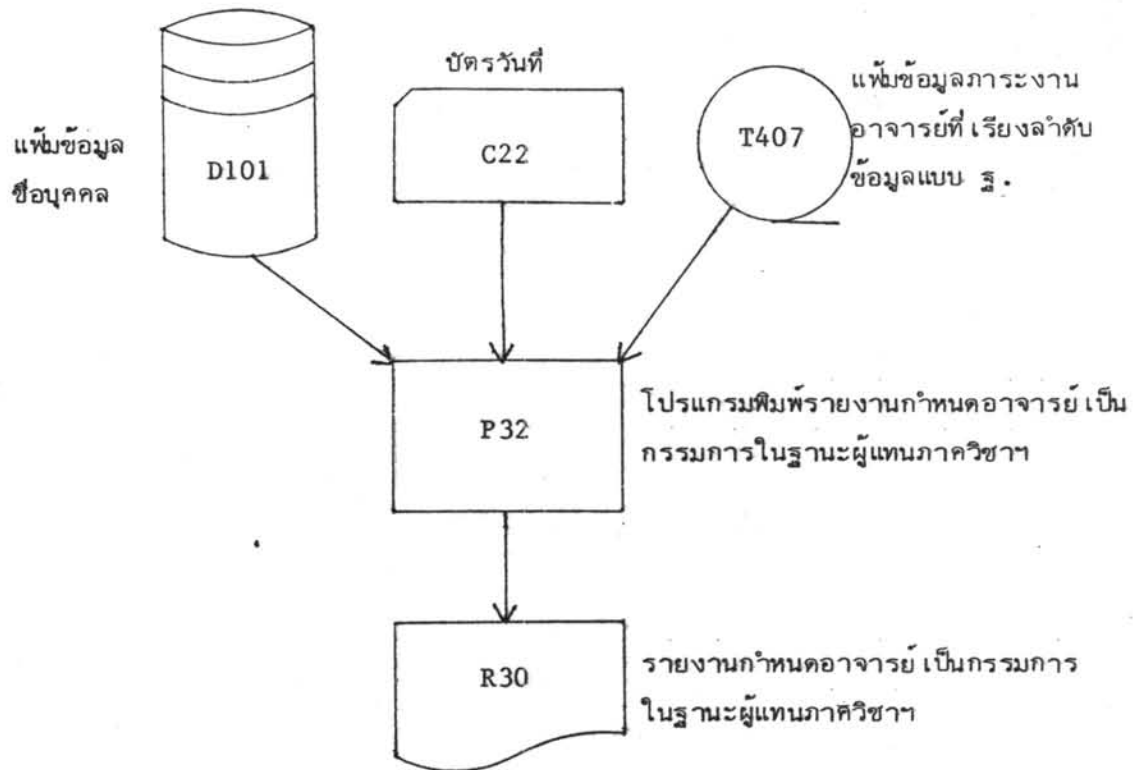 แฟ้มข้อมูล
ชื่อบุคคล
D101
บัตรวันที่
C22
T407
แฟ้มข้อมูลภาระงาน
อาจารย์ที่เรียงลำดับ
ข้อมูลแบบ ฐ.
P32
โปรแกรมพิมพ์รายงานกำหนดอาจารย์เป็น
กรรมการในฐานะผู้แทนภาควิชาฯ
R30
รายงานกำหนดอาจารย์เป็นกรรมการ
ในฐานะผู้แทนภาควิชาฯ